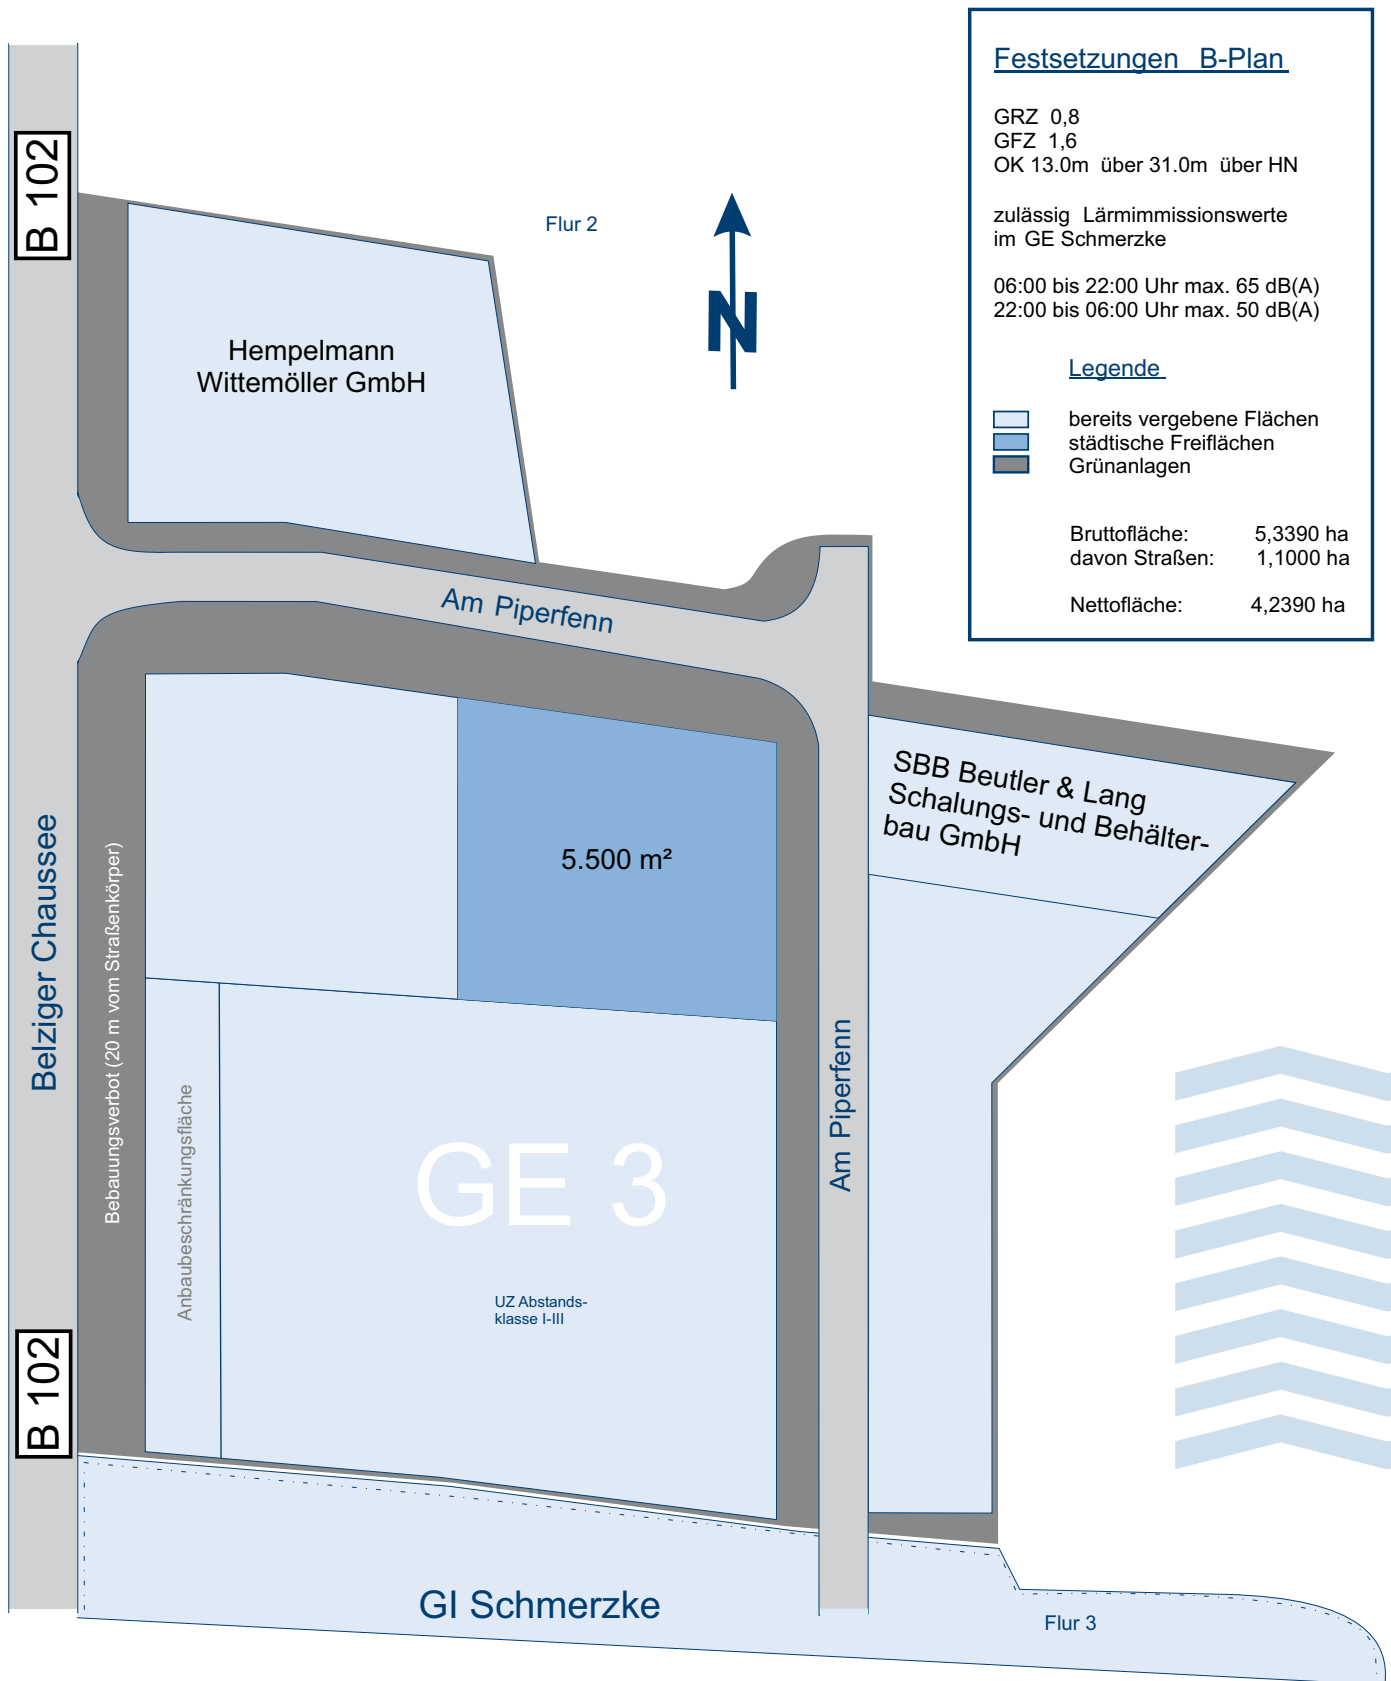 Festsetzungen B-Plan
GRZ 0,8
GFZ 1,6
OK 13.0m über 31.0m über HN
zulässig Lärmimmissionswerte
im GE Schmerzke
06:00 bis 22:00 Uhr max. 65 dB(A)
22:00 bis 06:00 Uhr max. 50 dB(A)
Legende
bereits vergebene Flächen
städtische Freiflächen
Grünanlagen
Bruttofläche: 5,3390 ha
davon Straßen: 1,1000 ha
Nettofläche: 4,2390 ha
B 102
Flur 2
N
Hempelmann
Wittemöller GmbH
Am Piperfenn
SBB Beutler & Lang
Schalungs- und Behälter-
bau GmbH
5.500 m²
Belziger Chaussee
Bebauungsverbot (20 m vom Straßenkörper)
Anbaubeschränkungsfläche
GE 3
Am Piperfenn
UZ Abstands-
klasse I-III
B 102
GI Schmerzke
Flur 3